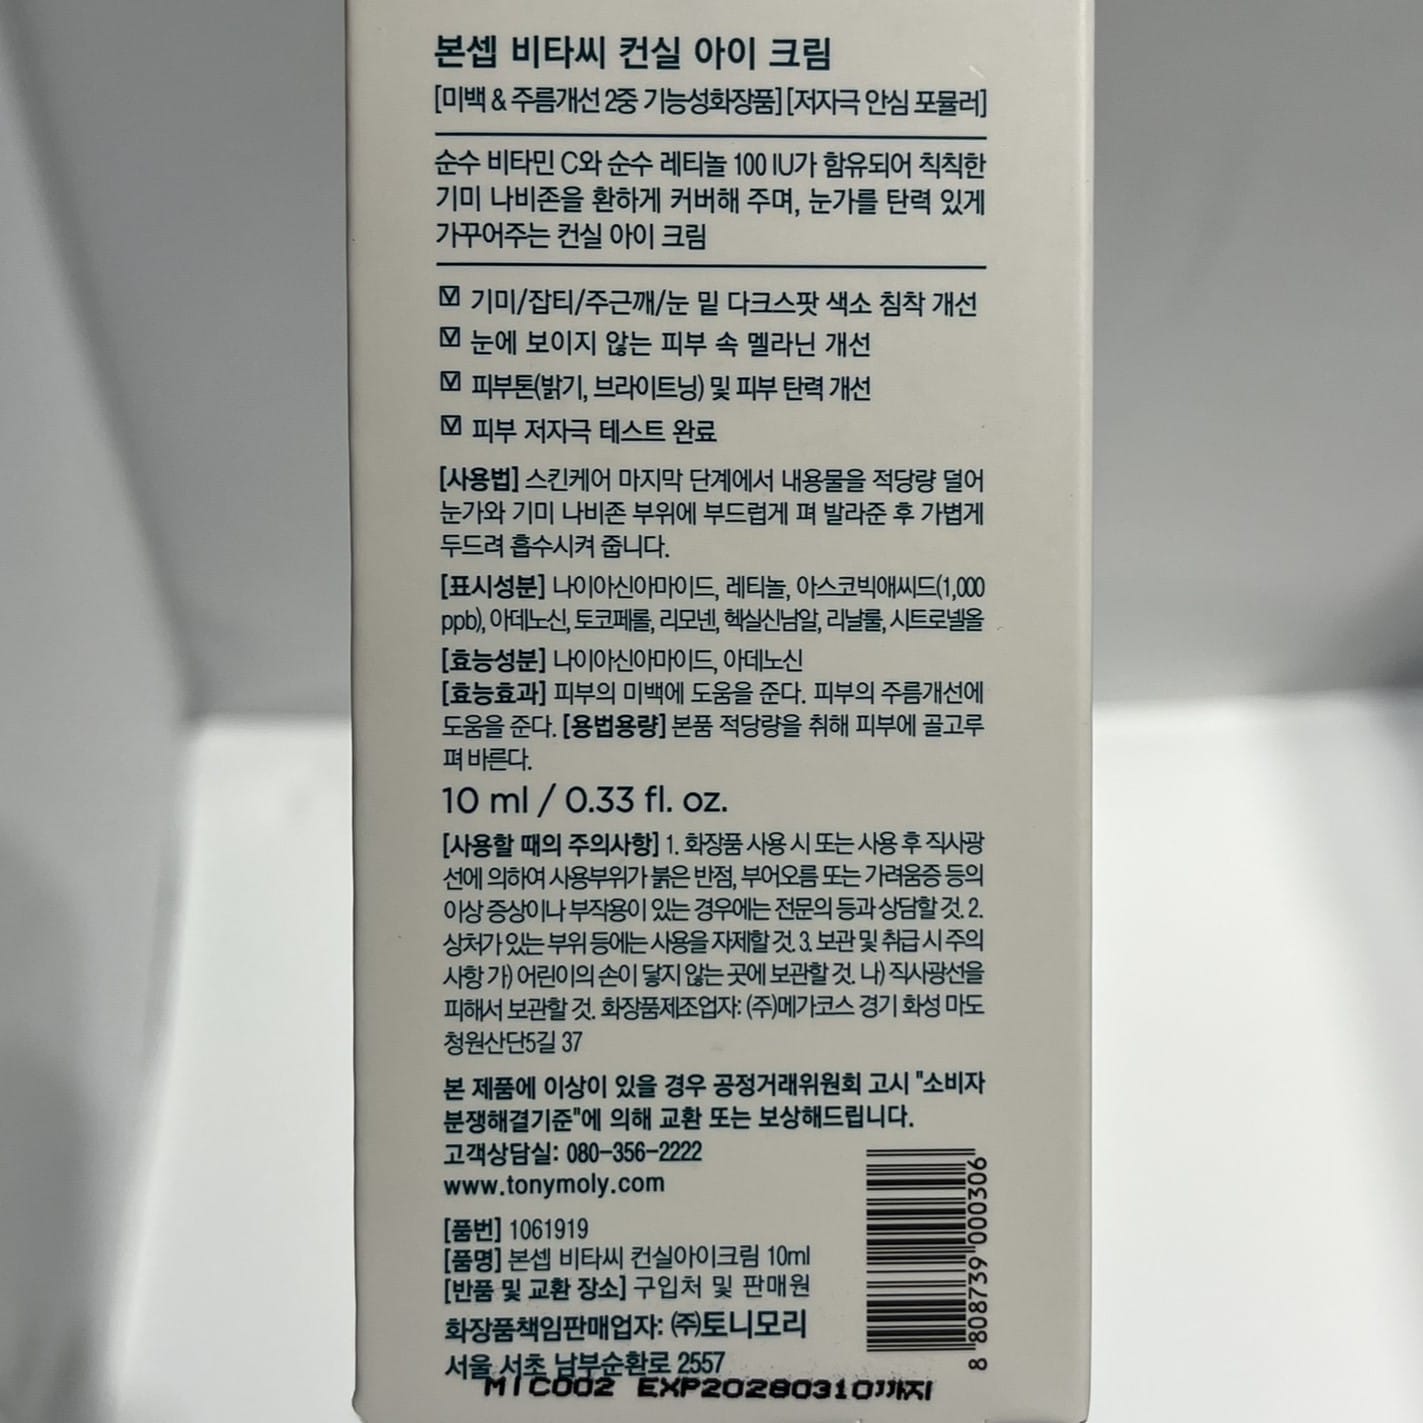 본셉 비타씨 컨실 아이 크림
[미백 & 주름개선 2중 기능성화장품] [저자극 안심 포뮬러]
순수 비타민 C와 순수 레티놀 100 IU가 함유되어 칙칙한
기미 나비존을 환하게 커버해 주며, 눈가를 탄력 있게
가꾸어주는 컨실 아이 크림
기미/잡티/주근깨/눈 밑 다크스팟 색소 침착 개선
눈에 보이지 않는 피부 속 멜라닌 개선
피부톤(밝기, 브라이트닝) 및 피부 탄력 개선
피부 저자극 테스트 완료
[사용법] 스킨케어 마지막 단계에서 내용물을 적당량 덜어
눈가와 기미 나비존 부위에 부드럽게 펴 발라준 후 가볍게
두드려 흡수시켜 줍니다.
[표시성분] 나이아신아마이드, 레티놀, 아스코빅애씨드(1,000
ppb), 아데노신, 토코페롤, 리모넨, 헥실신남알, 리날룰, 시트로넬올
[효능성분] 나이아신아마이드, 아데노신
[효능효과] 피부의 미백에 도움을 준다. 피부의 주름개선에
도움을 준다. [용법용량] 본품 적당량을 취해 피부에 골고루
펴 바른다.
10 ml / 0.33 fl. oz.
[사용할 때의 주의사항] 1. 화장품 사용 시 또는 사용 후 직사광
선에 의하여 사용부위가 붉은 반점, 부어오름 또는 가려움증 등의
이상 증상이나 부작용이 있는 경우에는 전문의 등과 상담할 것. 2.
상처가 있는 부위 등에는 사용을 자제할 것. 3. 보관 및 취급 시 주의
사항 가) 어린이의 손이 닿지 않는 곳에 보관할 것. 나) 직사광선을
피해서 보관할 것. 화장품제조업자: (주)메가코스 경기 화성 마도
청원산단5길 37
본 제품에 이상이 있을 경우 공정거래위원회 고시 "소비자
분쟁해결기준"에 의해 교환 또는 보상해드립니다.
고객상담실: 080-356-2222
www.tonymoly.com
[품번] 1061919
[품명] 본셉 비타씨 컨실아이크림 10ml
[반품 및 교환 장소] 구입처 및 판매원
화장품책임판매업자: ㈜토니모리
서울 서초 남부순환로 2557
MIC002 EXP20280310까지
8 808739 000306